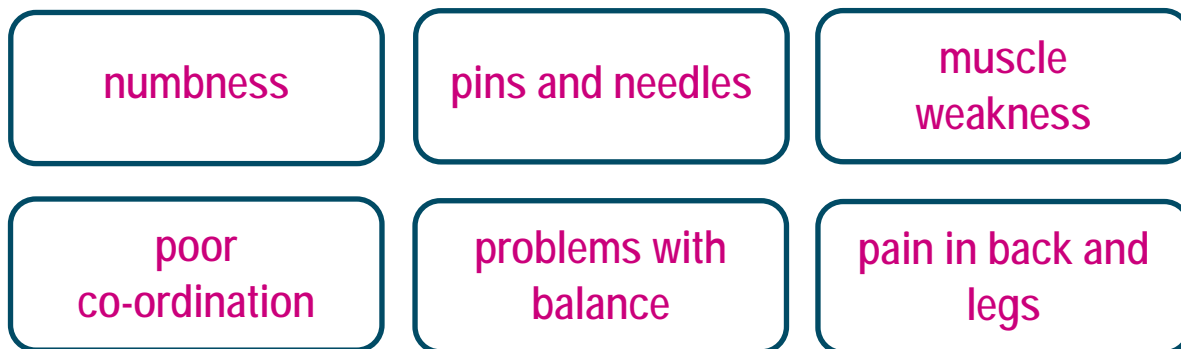 numbness
pins and needles
muscle
weakness
poor
co-ordination
problems with
balance
pain in back and
legs